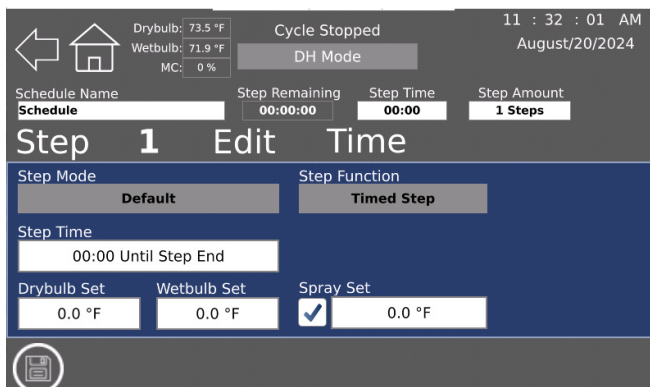 Drybulb: 73.5 °F
Wetbulb: 71.9 °F
MC: 0 %
Cycle Stopped
DH Mode
11 : 32 : 01 AM
August/20/2024
Schedule Name
Schedule
Step Remaining
00:00:00
Step Time
00:00
Step Amount
1 Steps
Step 1 Edit Time
Step Mode
Default
Step Function
Timed Step
Step Time
00:00 Until Step End
Drybulb Set
0.0 °F
Wetbulb Set
0.0 °F
Spray Set
0.0 °F